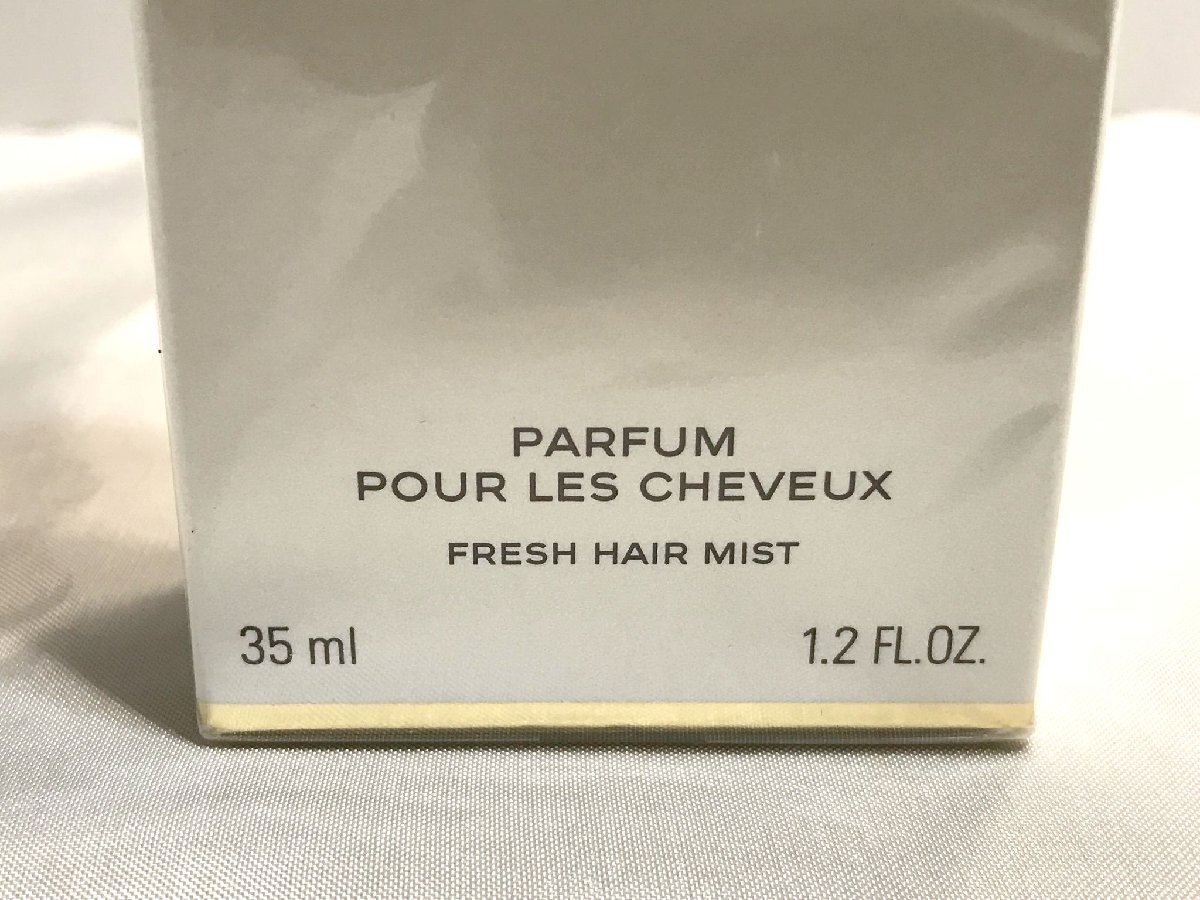 PARFUM
POUR LES CHEVEUX
FRESH HAIR MIST
35 ml 1.2 FL.OZ.